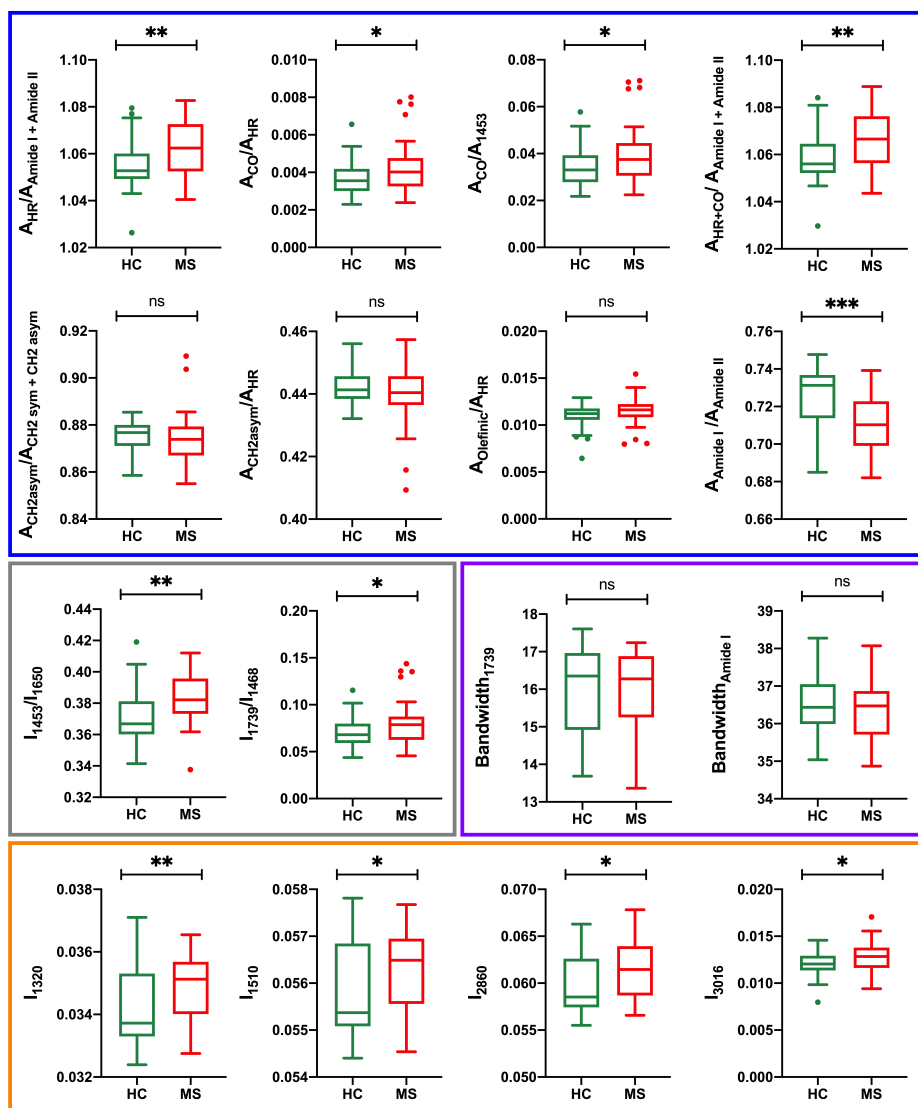 ** * * **
1.10 0.010 0.08 1.10
1.08 0.008 0.06 1.08
1.06 0.006 0.04 1.06
1.04 0.004 0.02 1.04
1.02 0.002 0.00 1.02
0.000
A_HR/A_Amide I + Amide II
A_CO/A_HR
A_CO/A_1453
A_HR+CO/ A_Amide I + Amide II
HC MS HC MS HC MS HC MS
ns ns ns ***
0.92 0.46 0.020 0.76
0.90 0.44 0.015 0.74
0.88 0.42 0.010 0.72
0.86 0.40 0.005 0.70
0.84 0.000 0.68
0.66
A_CH2asym/A_CH2 sym + CH2 asym
A_CH2asym/A_HR
A_Olefinic/A_HR
A_Amide I /A_Amide II
HC MS HC MS HC MS HC MS
** * ns ns
0.44 0.20 18 39
0.42 0.15 17 38
0.40 0.10 16 37
0.38 0.05 15 36
0.36 0.00 14 35
0.34 13 34
0.32
I_1453/I_1650
I_1739/I_1468
Bandwidth_1739
Bandwidth_Amide I
HC MS HC MS HC MS HC MS
** * * *
0.038 0.058 0.070 0.020
0.036 0.057 0.065 0.015
0.034 0.056 0.060 0.010
0.032 0.055 0.055 0.005
0.054 0.050 0.000
I_1320
I_1510
I_2860
I_3016
HC MS HC MS HC MS HC MS